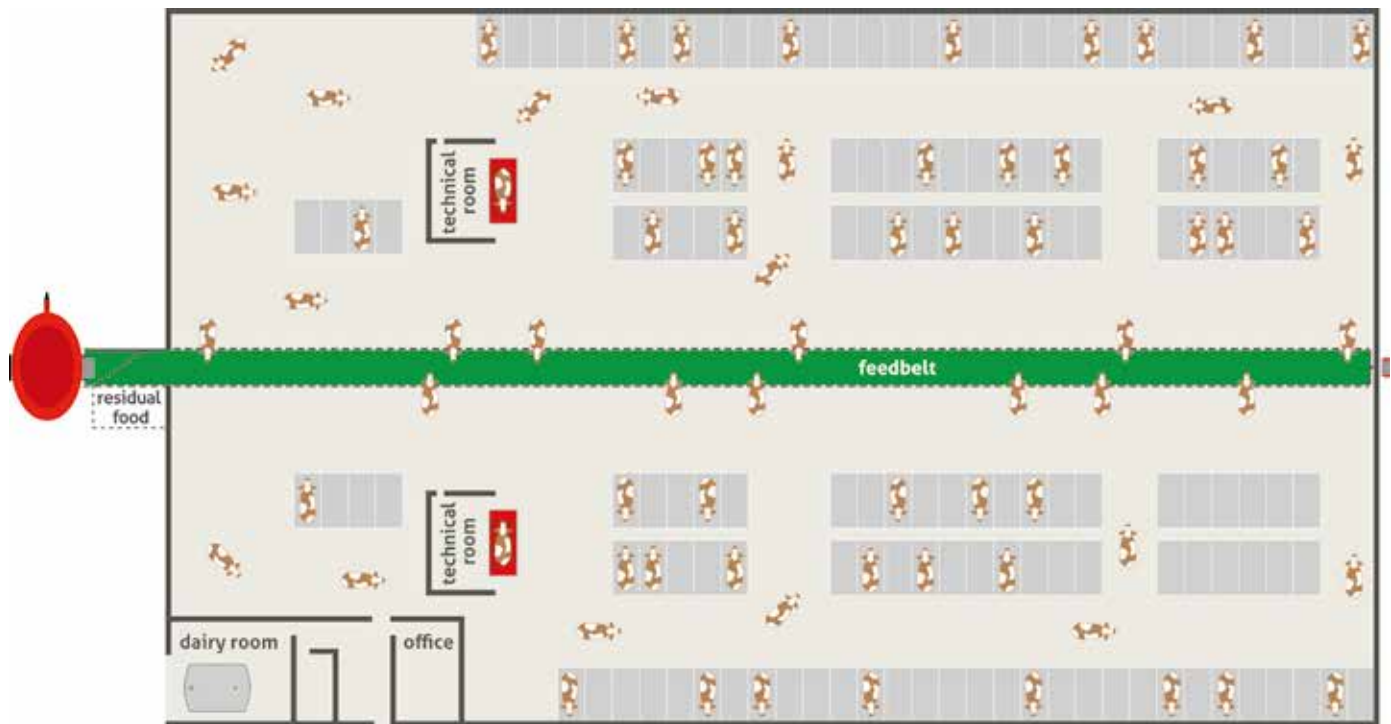 technical
room
feedbelt
residual
food
technical
room
dairy room
office